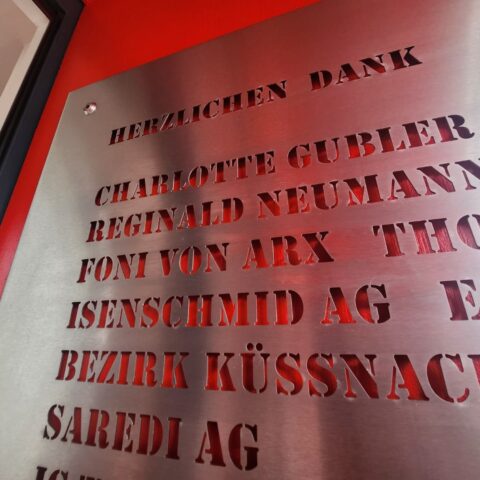 HERZLICHEN DANK
CHARLOTTE GUBLER
REGINALD NEUMANN
FONI VON ARX THO
ISENSCHMID AG E
BEZIRK KÜSSNAC
SAREDI AG